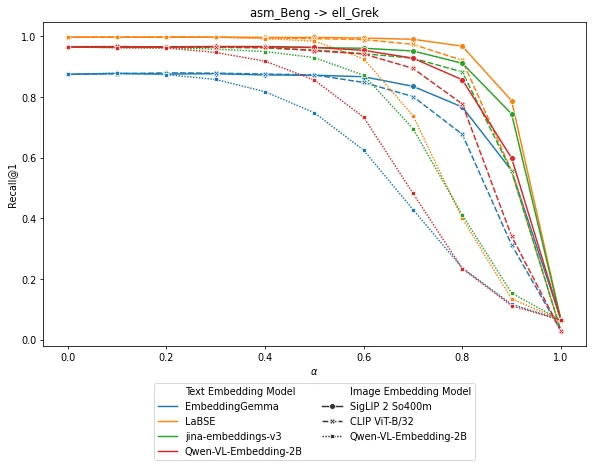 asm_Beng -> ell_Grek
Recall@1
1.0
0.8
0.6
0.4
0.2
0.0
0.0 0.2 0.4 0.6 0.8 1.0
α
Text Embedding Model
EmbeddingGemma
LaBSE
jina-embeddings-v3
Qwen-VL-Embedding-2B
Image Embedding Model
SigLIP 2 So400m
CLIP ViT-B/32
Qwen-VL-Embedding-2B